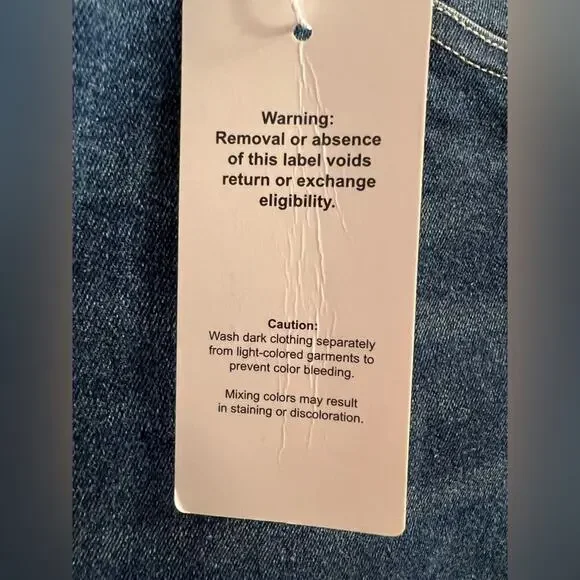 Warning:
Removal or absence
of this label voids
return or exchange
eligibility.
Caution:
Wash dark clothing separately
from light-colored garments to
prevent color bleeding.
Mixing colors may result
in staining or discoloration.